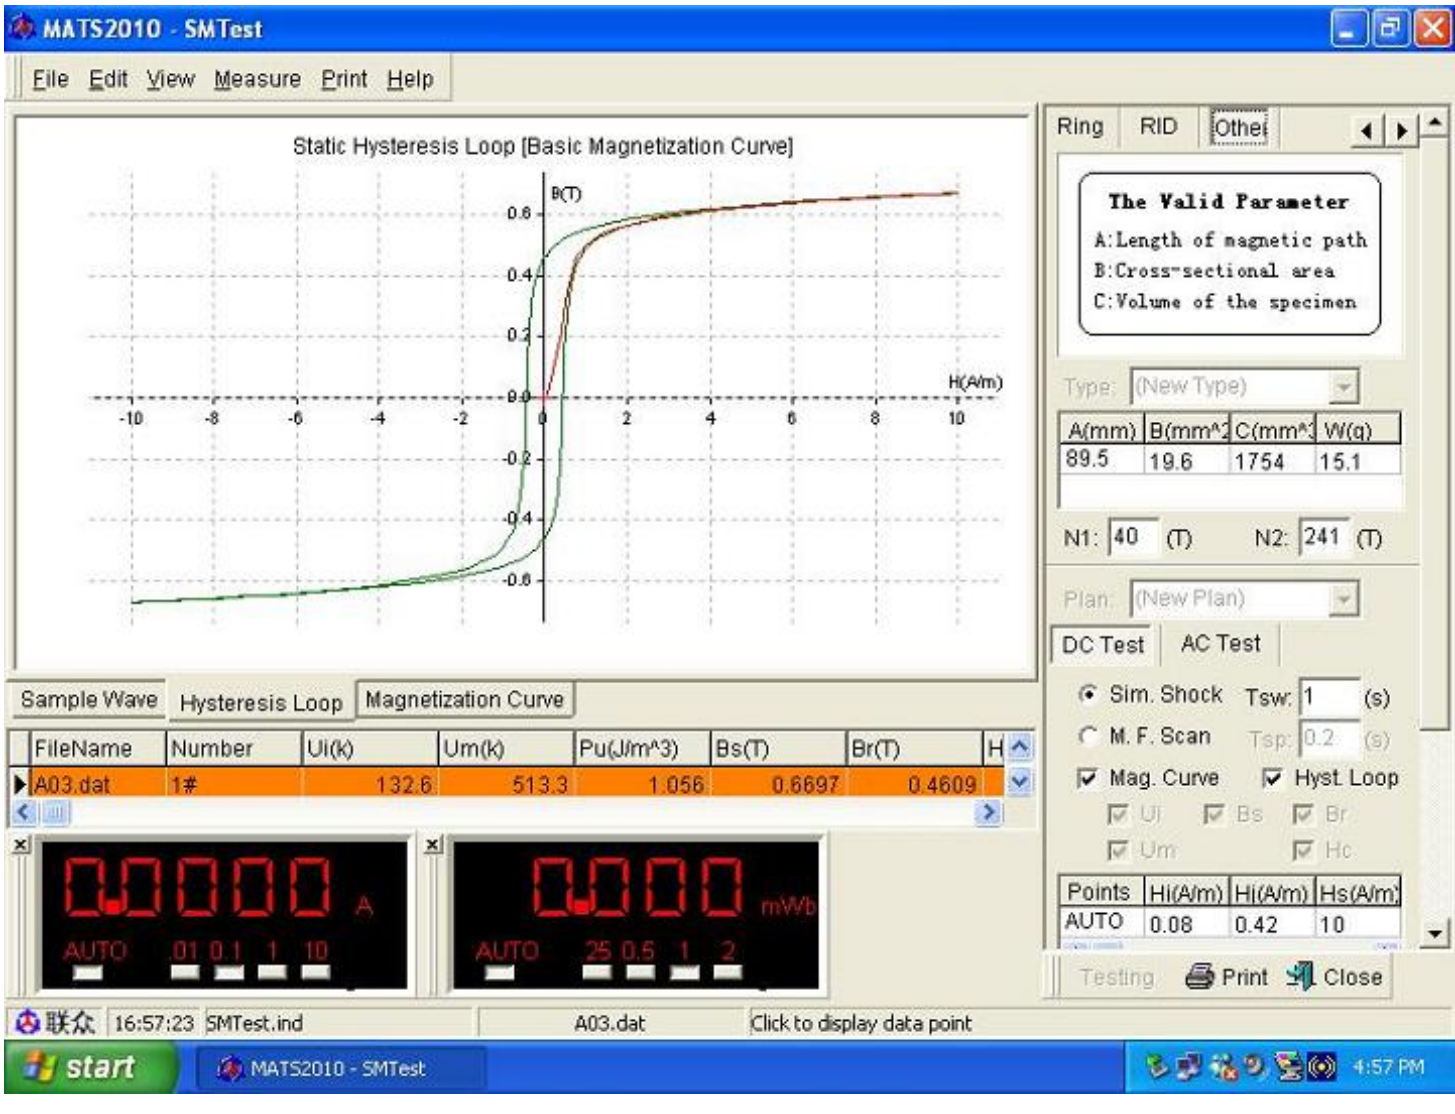 MATS2010 - SMTest
File Edit View Measure Print Help
Static Hysteresis Loop [Basic Magnetization Curve]
B(T)
0.6
0.4
0.2
H(A/m)
0.0
-10 -8 -6 -4 -2 0 2 4 6 8 10
-0.2
-0.4
-0.6
Sample Wave Hysteresis Loop Magnetization Curve
FileName Number Ui(k) Um(k) Pu(J/m^3) Bs(T) Br(T) H
A03.dat 1# 132.6 513.3 1.056 0.6697 0.4609
0.0000 A
AUTO .01 0.1 1 10
0.000 mWb
AUTO .25 0.5 1 2
Ring RID Other
The Valid Parameter
A:Length of magnetic path
B:Cross-sectional area
C:Volume of the specimen
Type: (New Type)
A(mm) B(mm^2 C(mm^3 W(g)
89.5 19.6 1754 15.1
N1: 40 (T) N2: 241 (T)
Plan: (New Plan)
DC Test AC Test
Sim. Shock Tsw: 1 (s)
M. F. Scan Tsp: 0.2 (s)
Mag. Curve Hyst. Loop
Ui Bs Br
Um Hc
Points Hi(A/m) Hj(A/m) Hs(A/m)
AUTO 0.08 0.42 10
Testing Print Close
联众 16:57:23 SMTest.ind A03.dat Click to display data point
start MATS2010 - SMTest 4:57 PM